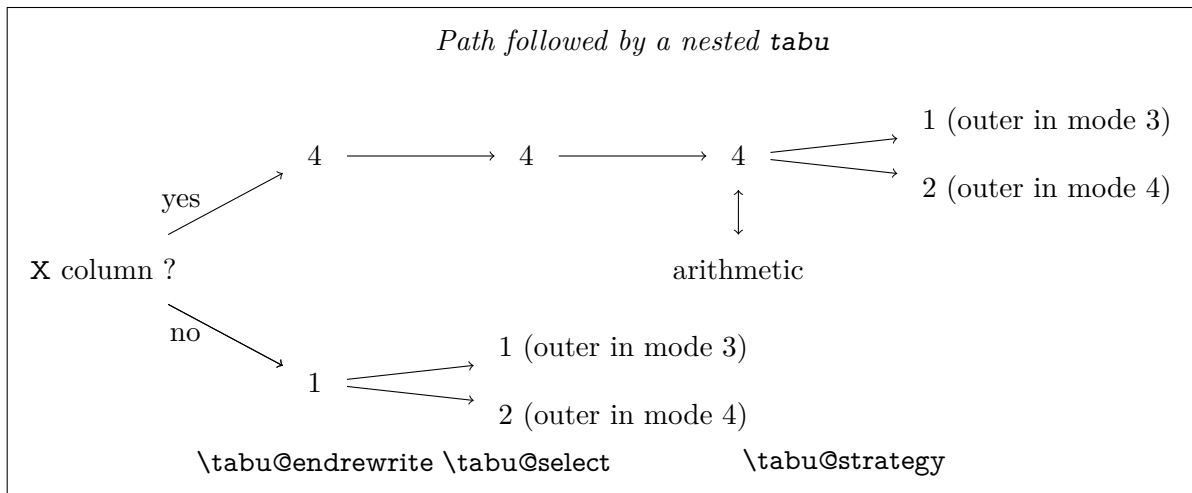 Path followed by a nested tabu
1 (outer in mode 3)
4 4 4
2 (outer in mode 4)
yes
X column ? arithmetic
no
1 (outer in mode 3)
1
2 (outer in mode 4)
\tabu@endrewrite \tabu@select \tabu@strategy